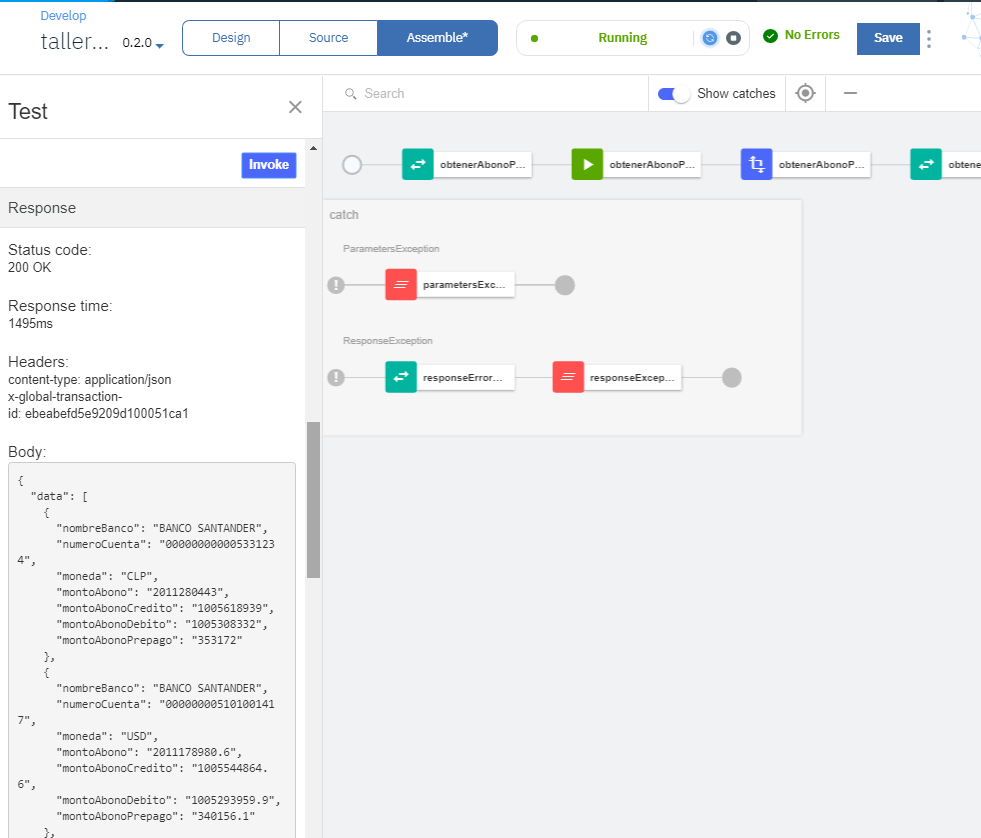 Develop
taller... 0.2.0
Design
Source
Assemble*
Running
No Errors
Save
Test
Search
Show catches
Invoke
Response
Status code:
200 OK
Response time:
1495ms
Headers:
content-type: application/json
x-global-transaction-
id: ebeabefd5e9209d100051ca1
Body:
{
"data": [
{
"nombreBanco": "BANCO SANTANDER",
"numeroCuenta": "00000000000533123
4",
"moneda": "CLP",
"montoAbono": "2011280443",
"montoAbonoCredito": "1005618939",
"montoAbonoDebito": "1005308332",
"montoAbonoPrepago": "353172"
},
{
"nombreBanco": "BANCO SANTANDER",
"numeroCuenta": "00000000510100141
7",
"moneda": "USD",
"montoAbono": "2011178980.6",
"montoAbonoCredito": "1005544864.
6",
"montoAbonoDebito": "1005293959.9",
"montoAbonoPrepago": "340156.1"
},
obtenerAbonoP...
obtenerAbonoP...
obtenerAbonoP...
obtene
catch
ParametersException
parametersExc...
ResponseException
responseError...
responseExcep...